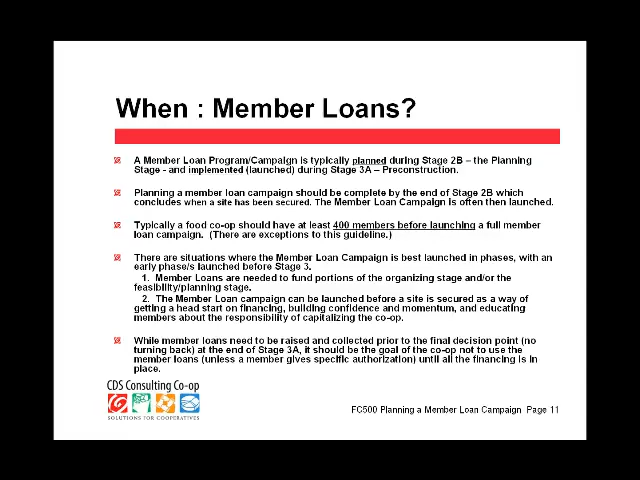 When : Member Loans?
A Member Loan Program/Campaign is typically planned during Stage 2B – the Planning
Stage - and implemented (launched) during Stage 3A – Preconstruction.
Planning a member loan campaign should be complete by the end of Stage 2B which
concludes when a site has been secured. The Member Loan Campaign is often then launched.
Typically a food co-op should have at least 400 members before launching a full member
loan campaign. (There are exceptions to this guideline.)
There are situations where the Member Loan Campaign is best launched in phases, with an
early phase/s launched before Stage 3.
1. Member Loans are needed to fund portions of the organizing stage and/or the
feasibility/planning stage.
2. The Member Loan campaign can be launched before a site is secured as a way of
getting a head start on financing, building confidence and momentum, and educating
members about the responsibility of capitalizing the co-op.
While member loans need to be raised and collected prior to the final decision point (no
turning back) at the end of Stage 3A, it should be the goal of the co-op not to use the
member loans (unless a member gives specific authorization) until all the financing is in
place.
CDS Consulting Co-op
SOLUTIONS FOR COOPERATIVES
FC500 Planning a Member Loan Campaign Page 11